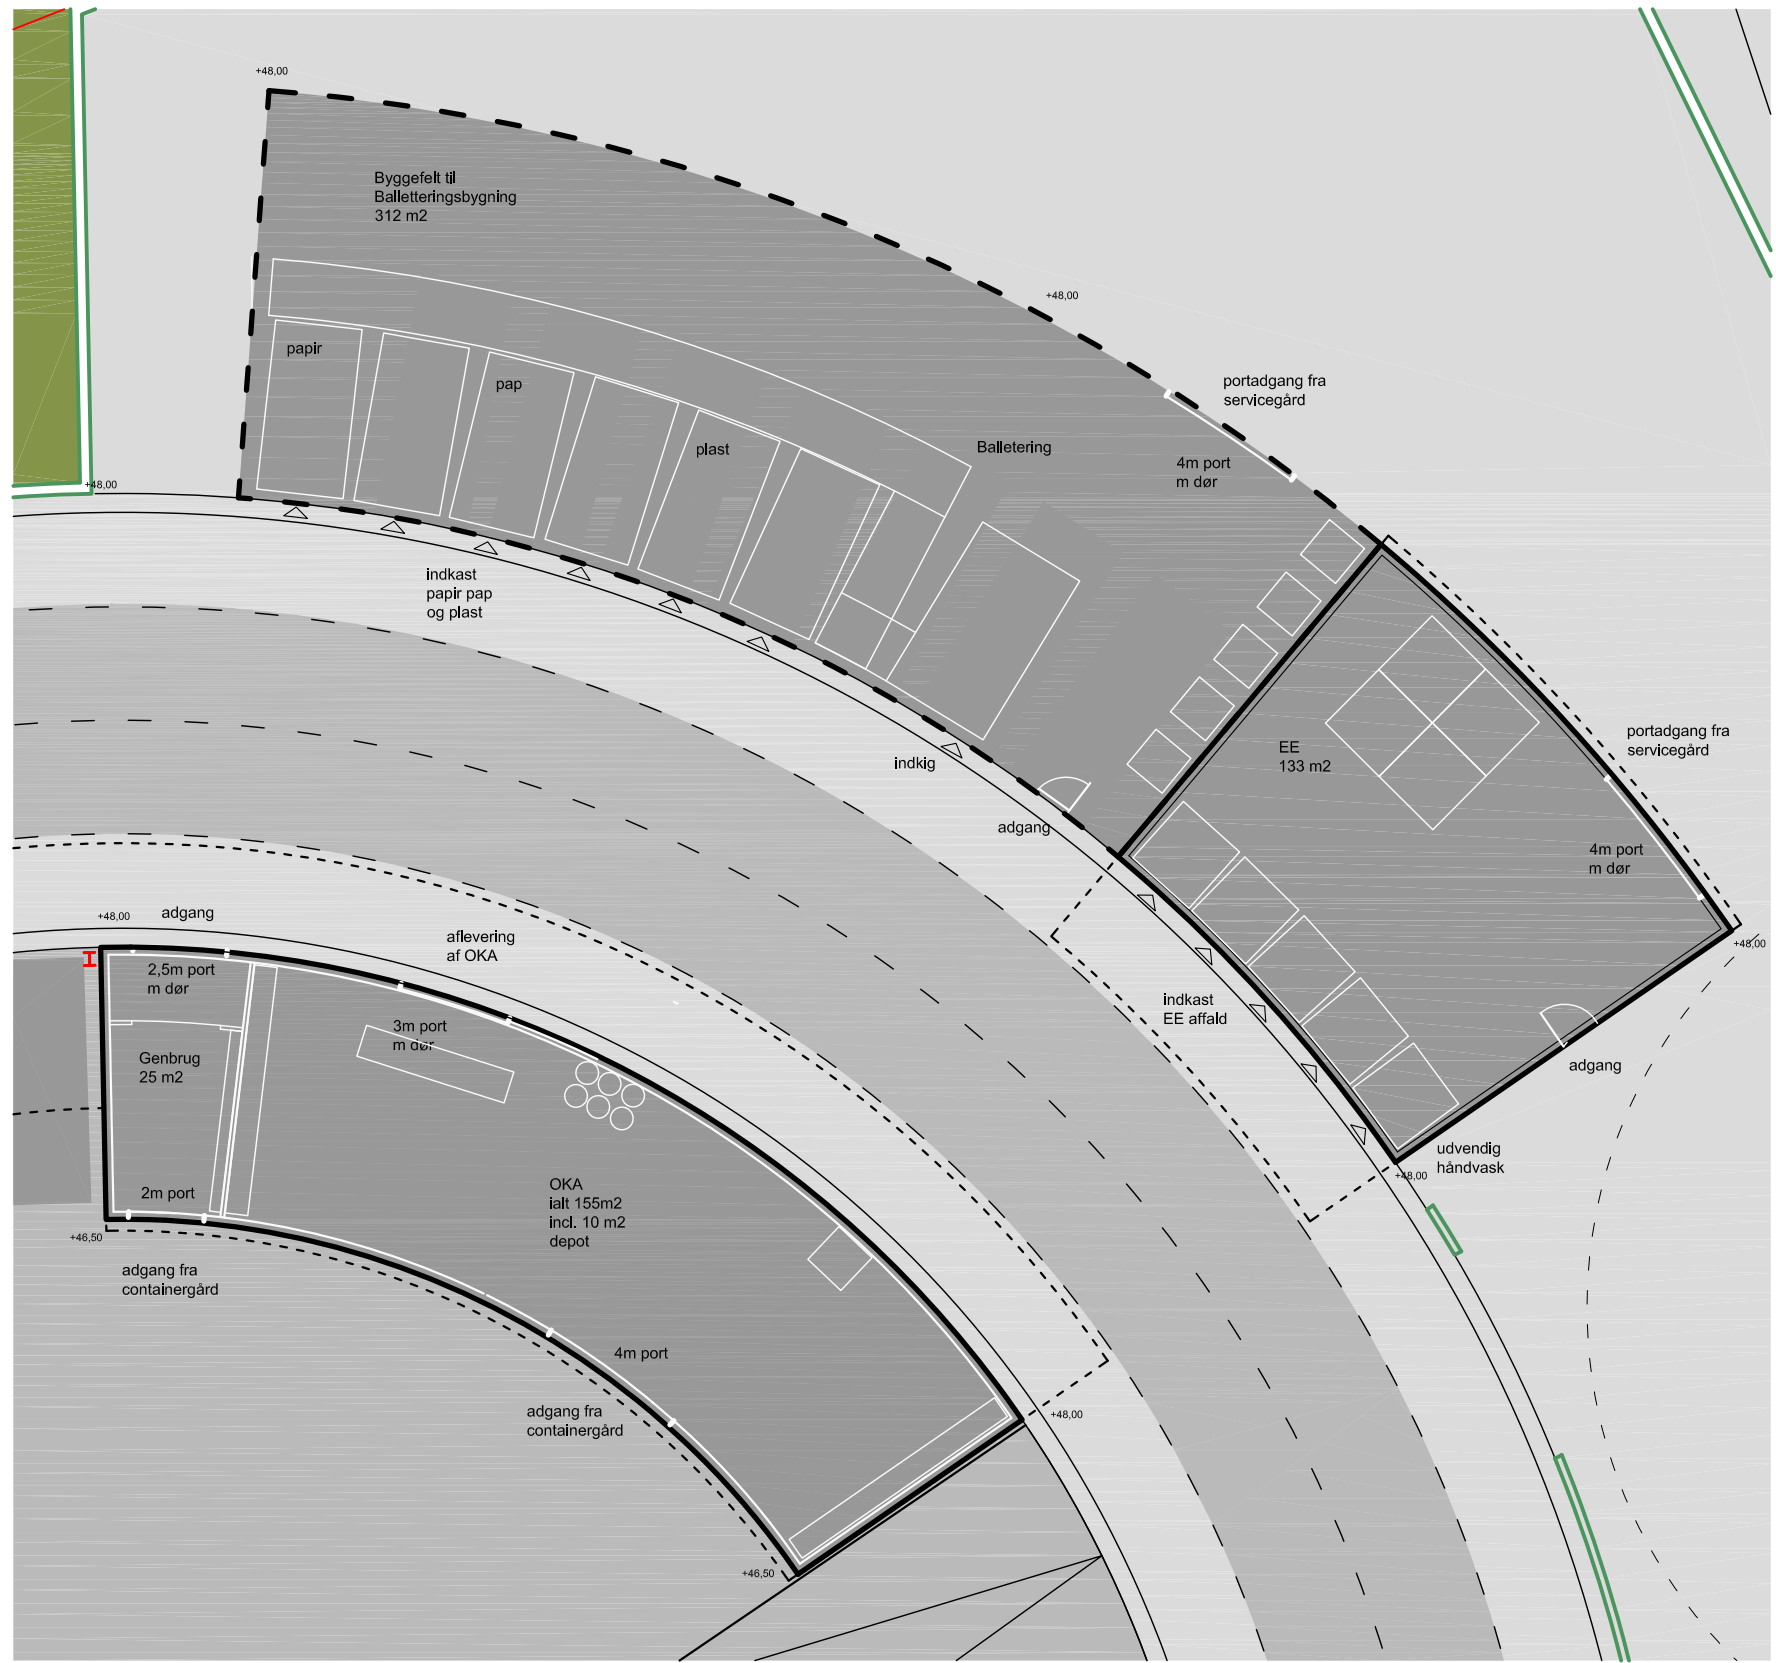 +48,00
Byggefelt til
Balletteringsbygning
312 m2
+48,00
papir
pap
plast
Balletering
portadgang fra
servicegård
4m port
m dør
+48,00
indkast
papir pap
og plast
indkig
adgang
EE
133 m2
portadgang fra
servicegård
4m port
m dør
+48,00
+48,00
adgang
aflevering
af OKA
2,5m port
m dør
3m port
m dør
Genbrug
25 m2
indkast
EE affald
adgang
udvendig
håndvask
+48,00
2m port
OKA
ialt 155m2
incl. 10 m2
depot
+46,50
adgang fra
containergård
4m port
adgang fra
containergård
+48,00
+46,50